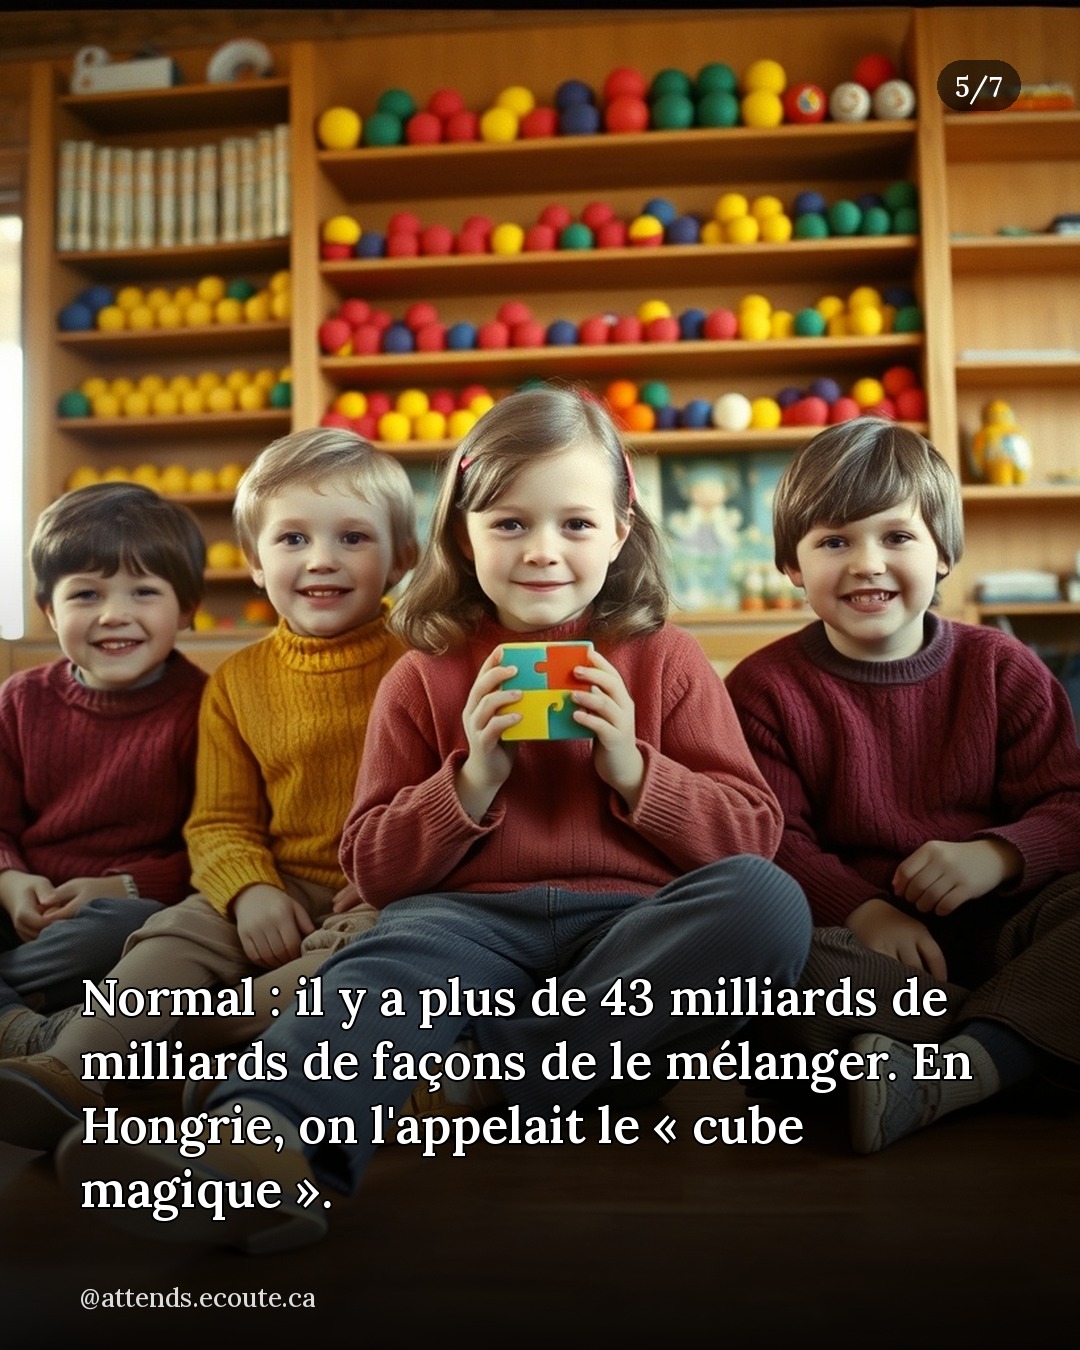 5/7
Normal : il y a plus de 43 milliards de
milliards de façons de le mélanger. En
Hongrie, on l'appelait le « cube
magique ».
@attends.ecoute.ca